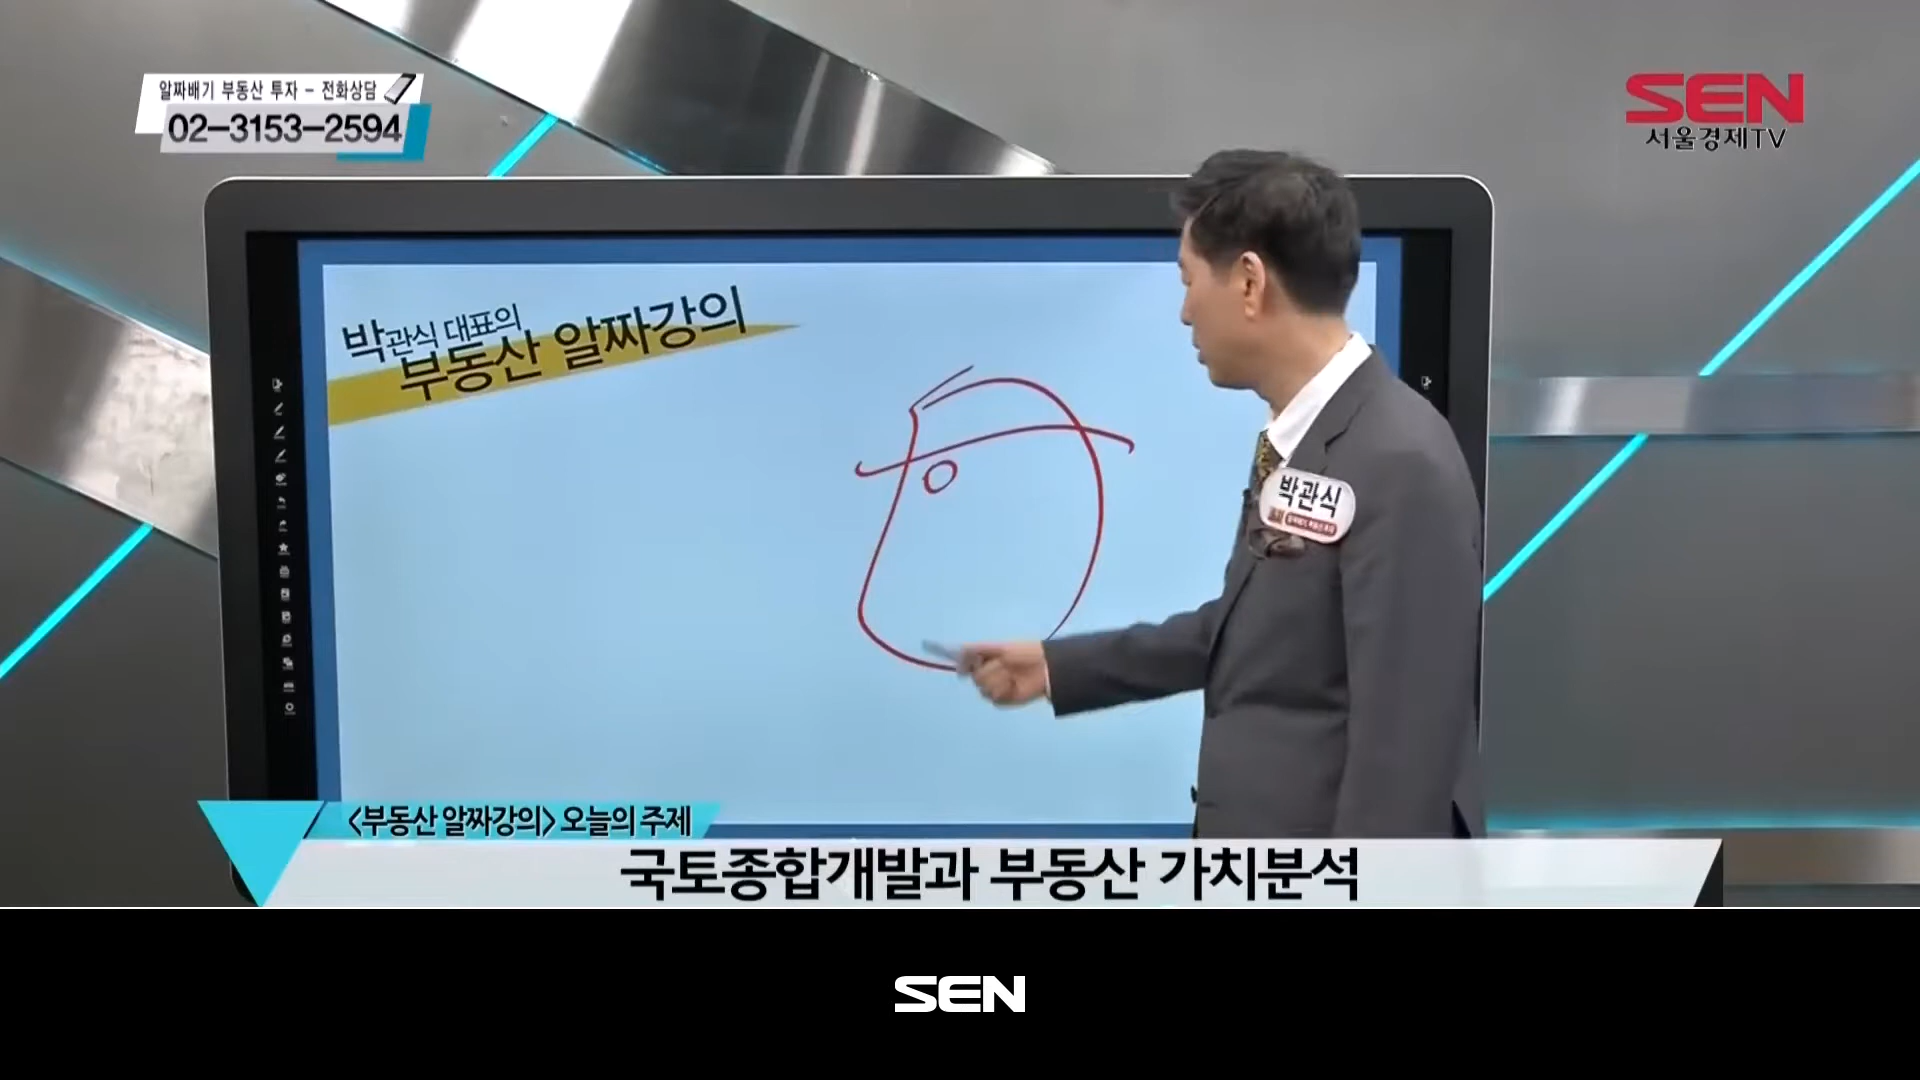 알짜배기 부동산 투자 - 전화상담
02-3153-2594
SEN
서울경제TV
박관식 대표의
부동산 알짜강의
박관식
<부동산 알짜강의> 오늘의 주제
국토종합개발과 부동산 가치분석
SEN